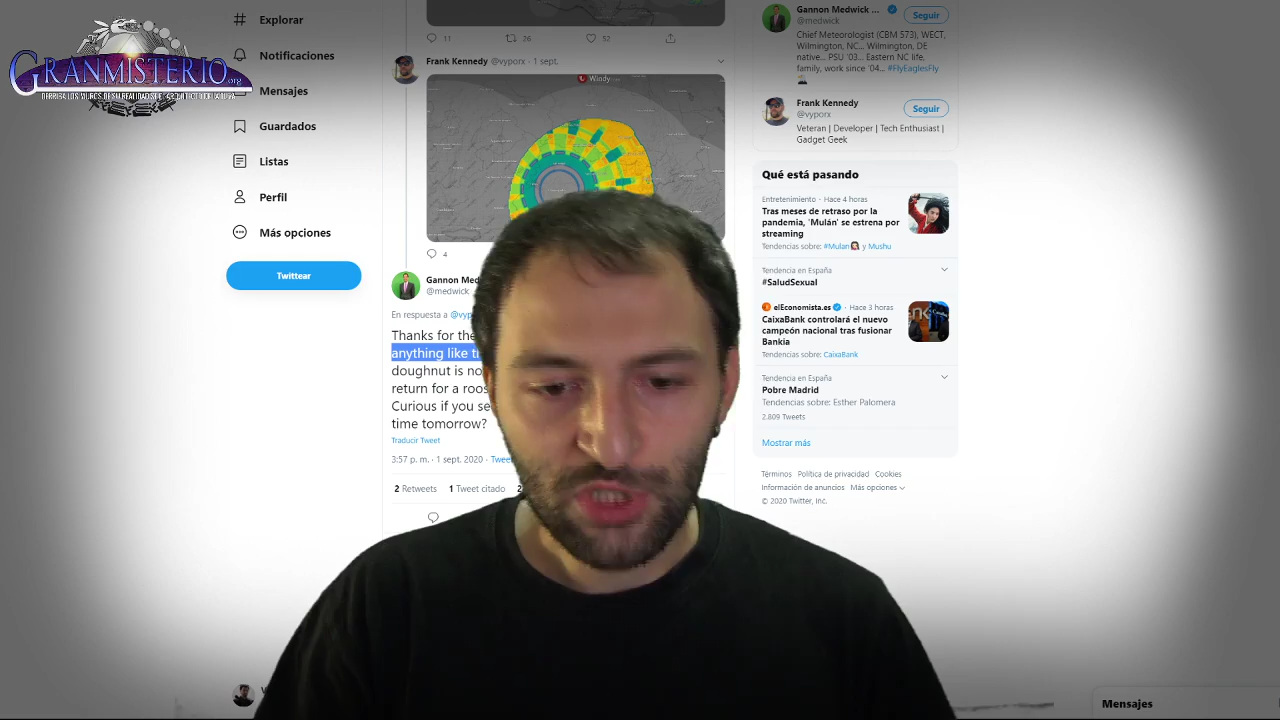 Explorar
Notificaciones
Mensajes
Guardados
Listas
Perfil
Más opciones
Twittear
GRANMISTERIO.org
11
26
52
Frank Kennedy @vyporx · 1 sept.
Windy
4
Gannon Med
@medwick
En respuesta a @vyp
Thanks for the
anything like t
doughnut is no
return for a roos
Curious if you se
time tomorrow?
Traducir Tweet
3:57 p. m. · 1 sept. 2020 · Twee
2 Retweets 1 Tweet citado 2
Gannon Medwick ...
@medwick
Seguir
Chief Meteorologist (CBM 573), WECT,
Wilmington, NC... Wilmington, DE
native... PSU '03... Eastern NC life,
family, work since '04... #FlyEaglesFly
Frank Kennedy
@vyporx
Seguir
Veteran | Developer | Tech Enthusiast |
Gadget Geek
Qué está pasando
Entretenimiento · Hace 4 horas
Tras meses de retraso por la
pandemia, 'Mulán' se estrena por
streaming
Tendencias sobre: #Mulan y Mushu
Tendencia en España
#SaludSexual
elEconomista.es · Hace 3 horas
CaixaBank controlará el nuevo
campeón nacional tras fusionar
Bankia
Tendencias sobre: CaixaBank
Tendencia en España
Pobre Madrid
Tendencias sobre: Esther Palomera
2.809 Tweets
Mostrar más
Términos Política de privacidad Cookies
Información de anuncios Más opciones
© 2020 Twitter, Inc.
Mensajes